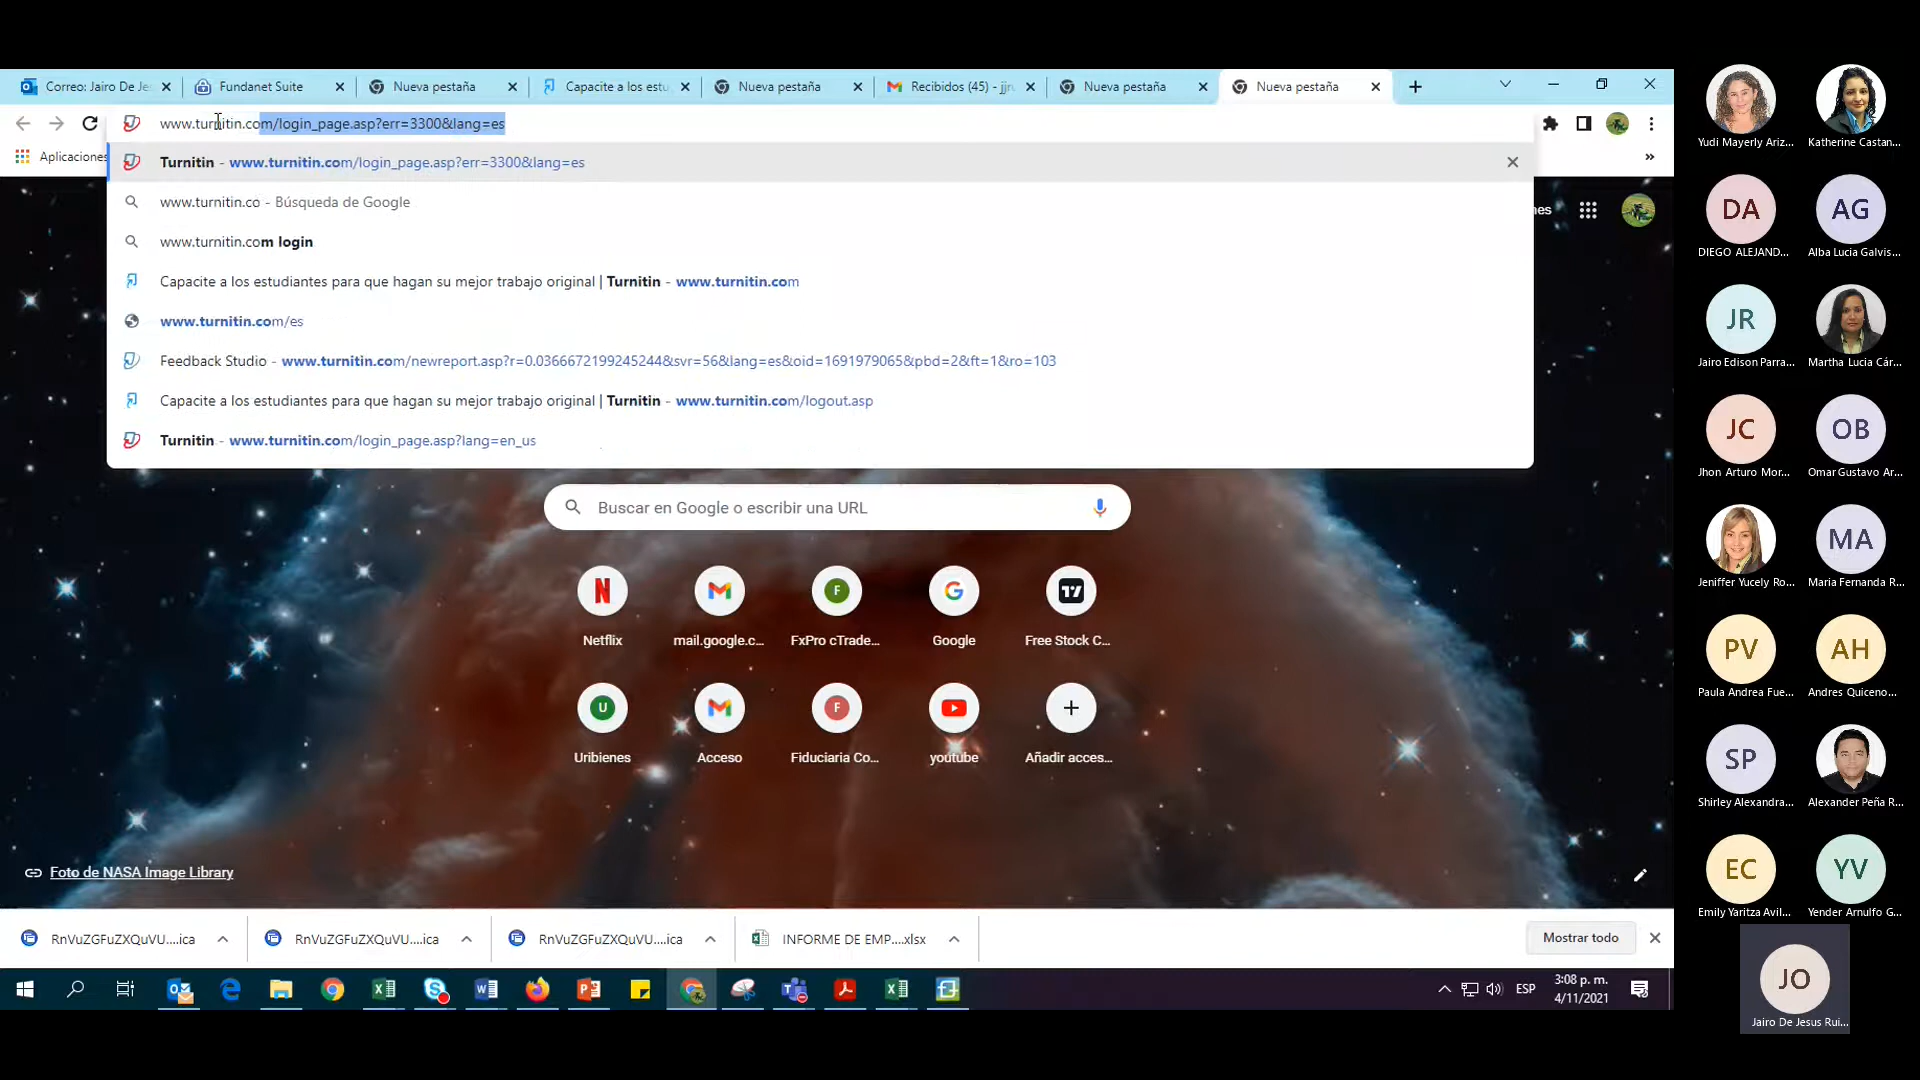 Correo: Jairo De Je
Fundanet Suite
Nueva pestaña
Capacite a los estu
Nueva pestaña
Recibidos (45) - jjru
Nueva pestaña
Nueva pestaña
www.turnitin.com/login_page.asp?err=3300&lang=es
Aplicaciones
»
Turnitin - www.turnitin.com/login_page.asp?err=3300&lang=es
www.turnitin.co - Búsqueda de Google
www.turnitin.com login
Capacite a los estudiantes para que hagan su mejor trabajo original | Turnitin - www.turnitin.com
www.turnitin.com/es
Feedback Studio - www.turnitin.com/newreport.asp?r=0.0366672199245244&svr=56&lang=es&oid=1691979065&pbd=2&ft=1&ro=103
Capacite a los estudiantes para que hagan su mejor trabajo original | Turnitin - www.turnitin.com/logout.asp
Turnitin - www.turnitin.com/login_page.asp?lang=en_us
nes
Buscar en Google o escribir una URL
Netflix
mail.google.c...
FxPro cTrade...
Google
Free Stock C...
Uribienes
Acceso
Fiduciaria Co...
youtube
Añadir acces...
Foto de NASA Image Library
RnVuZGFuZXQuVU....ica
RnVuZGFuZXQuVU....ica
RnVuZGFuZXQuVU....ica
INFORME DE EMP....xlsx
Mostrar todo
ESP
3:08 p. m.
4/11/2021
Yudi Mayerly Ariz...
Katherine Castan...
DA
DIEGO ALEJAND...
AG
Alba Lucia Galvis...
JR
Jairo Edison Parra...
Martha Lucia Cár...
JC
Jhon Arturo Mor...
OB
Omar Gustavo Ar...
Jeniffer Yucely Ro...
MA
Maria Fernanda R...
PV
Paula Andrea Fue...
AH
Andres Quiceno...
SP
Shirley Alexandra...
Alexander Peña R...
EC
Emily Yaritza Avil...
YV
Yender Arnulfo G...
JO
Jairo De Jesus Rui...